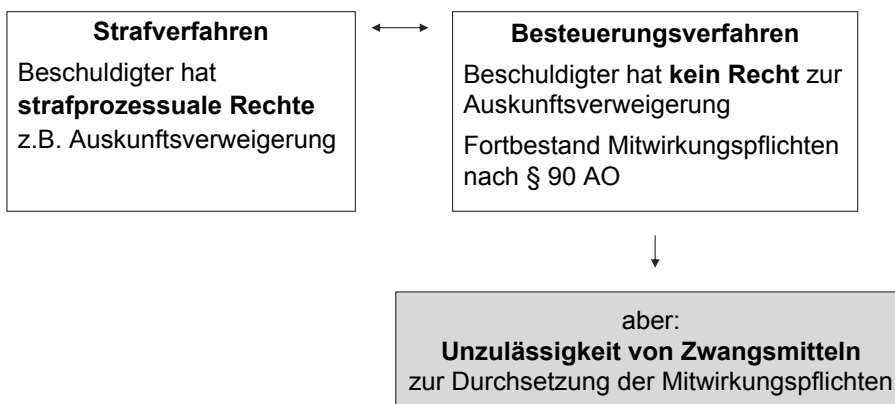 Strafverfahren
Beschuldigter hat
strafprozessuale Rechte
z.B. Auskunftsverweigerung
Besteuerungsverfahren
Beschuldigter hat kein Recht zur
Auskunftsverweigerung
Fortbestand Mitwirkungspflichten
nach § 90 AO
aber:
Unzulässigkeit von Zwangsmitteln
zur Durchsetzung der Mitwirkungspflichten